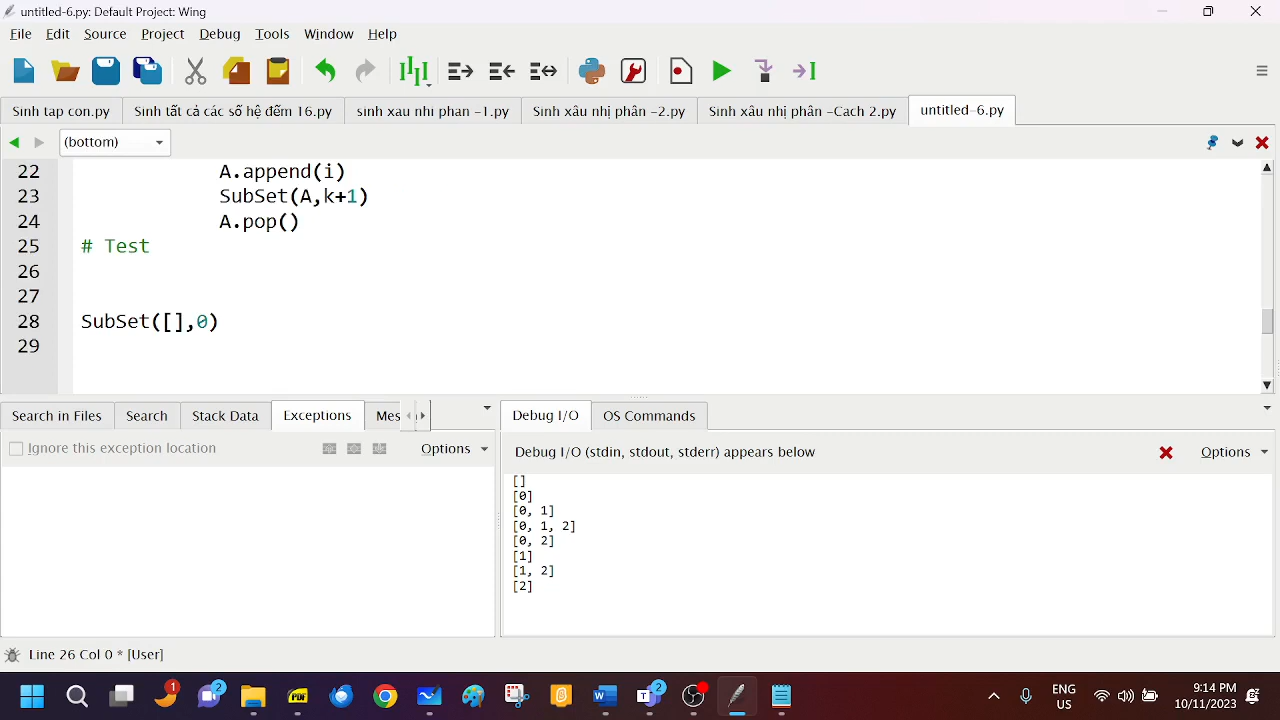 untitled-6.py: Default Project: Wing
File Edit Source Project Debug Tools Window Help
Sinh tap con.py Sinh tất cả các số hệ đếm 16.py sinh xau nhi phan -1.py Sinh xâu nhị phân -2.py Sinh xâu nhị phân -Cach 2.py untitled-6.py
(bottom)
22 A.append(i)
23 SubSet(A,k+1)
24 A.pop()
25 # Test
26
27
28 SubSet([],0)
29
Search in Files Search Stack Data Exceptions Mes Debug I/O OS Commands
Ignore this exception location Options Debug I/O (stdin, stdout, stderr) appears below Options
[]
[0]
[0, 1]
[0, 1, 2]
[0, 2]
[1]
[1, 2]
[2]
Line 26 Col 0 * [User]
1 2 PDF 2 ENG US 9:14 PM 10/11/2023